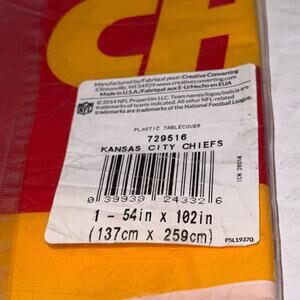 CH
Manufactured by/Fabriqué pour: Creative Converting
Clintonville, WI 54929 www.creativeconverting.com
Made in U.S.A./Fabriqué aux E-U/Hecho en EUA
NFL
© 2014 NFL Properties LLC. Team names/logos/indicia are
trademarks of teams indicated. All other NFL-related
trademarks are trademarks of the National Football League.
PLASTIC TABLECOVER
729516
KANSAS CITY CHIEFS
0 39938 24332 6
1 - 54in x 102in
(137cm x 259cm)
PSL19370